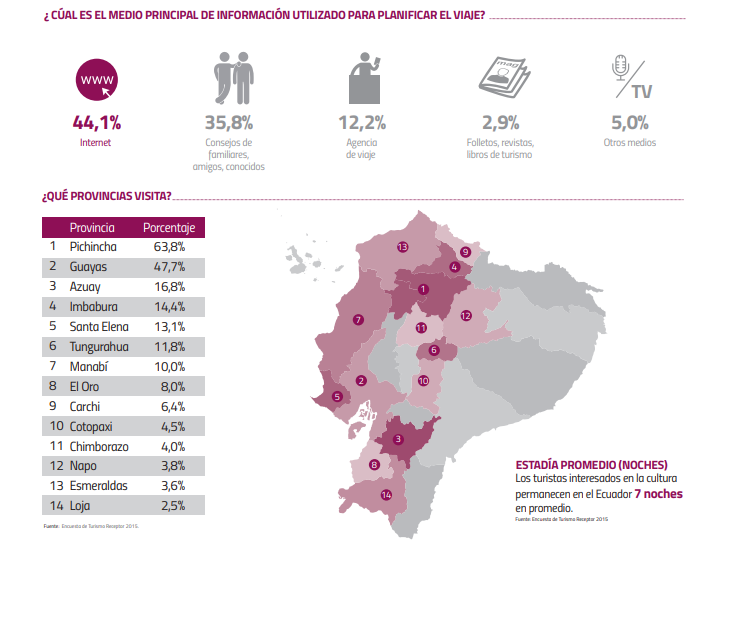 ¿ CÚAL ES EL MEDIO PRINCIPAL DE INFORMACIÓN UTILIZADO PARA PLANIFICAR EL VIAJE?
www
mag
TV
44,1%
35,8%
12,2%
2,9%
5,0%
Internet
Consejos de
familiares,
amigos, conocidos
Agencia
de viaje
Folletos, revistas,
libros de turismo
Otros medios
¿QUÉ PROVINCIAS VISITA?
Provincia Porcentaje
1 Pichincha 63,8%
2 Guayas 47,7%
3 Azuay 16,8%
4 Imbabura 14,4%
5 Santa Elena 13,1%
6 Tungurahua 11,8%
7 Manabí 10,0%
8 El Oro 8,0%
9 Carchi 6,4%
10 Cotopaxi 4,5%
11 Chimborazo 4,0%
12 Napo 3,8%
13 Esmeraldas 3,6%
14 Loja 2,5%
Fuente: Encuesta de Turismo Receptor 2015.
13
9
4
1
12
7
11
6
2
10
5
3
8
14
ESTADÍA PROMEDIO (NOCHES)
Los turistas interesados en la cultura
permanecen en el Ecuador 7 noches
en promedio.
Fuente: Encuesta de Turismo Receptor 2015